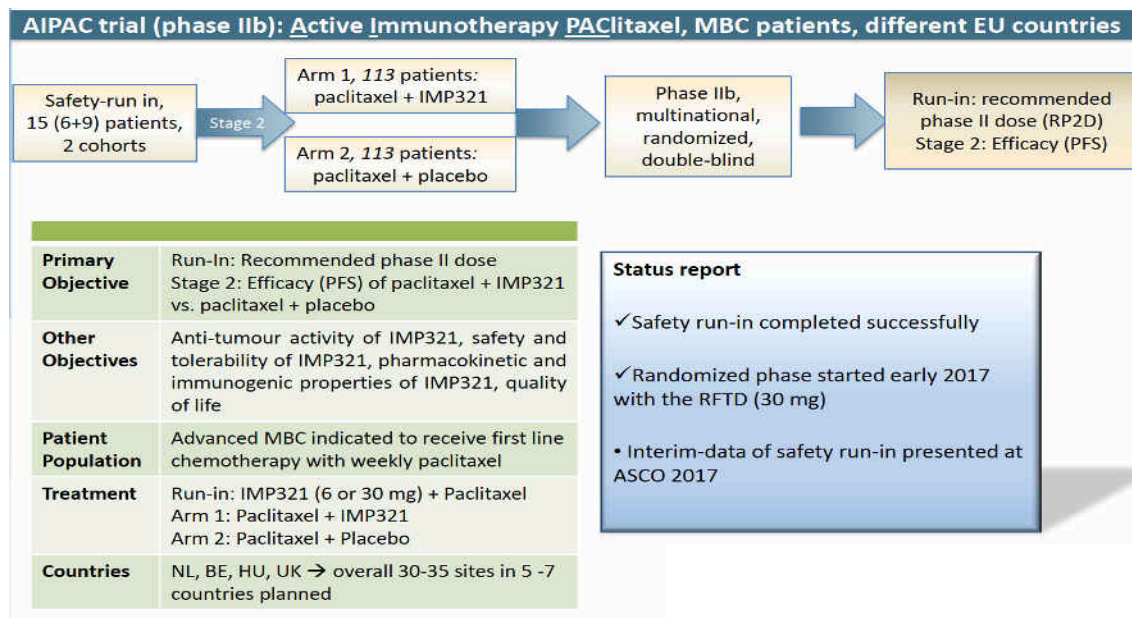 AIPAC trial (phase IIb): Active Immunotherapy PAClitaxel, MBC patients, different EU countries
Safety-run in,
15 (6+9) patients,
2 cohorts
Stage 2
Arm 1, 113 patients:
paclitaxel + IMP321
Arm 2, 113 patients:
paclitaxel + placebo
Phase IIb,
multinational,
randomized,
double-blind
Run-in: recommended
phase II dose (RP2D)
Stage 2: Efficacy (PFS)
Primary
Objective
Run-In: Recommended phase II dose
Stage 2: Efficacy (PFS) of paclitaxel + IMP321
vs. paclitaxel + placebo
Other
Objectives
Anti-tumour activity of IMP321, safety and
tolerability of IMP321, pharmacokinetic and
immunogenic properties of IMP321, quality
of life
Patient
Population
Advanced MBC indicated to receive first line
chemotherapy with weekly paclitaxel
Treatment
Run-in: IMP321 (6 or 30 mg) + Paclitaxel
Arm 1: Paclitaxel + IMP321
Arm 2: Paclitaxel + Placebo
Countries
NL, BE, HU, UK → overall 30-35 sites in 5 -7
countries planned
Status report
✓Safety run-in completed successfully
✓Randomized phase started early 2017
with the RFTD (30 mg)
• Interim-data of safety run-in presented at
ASCO 2017